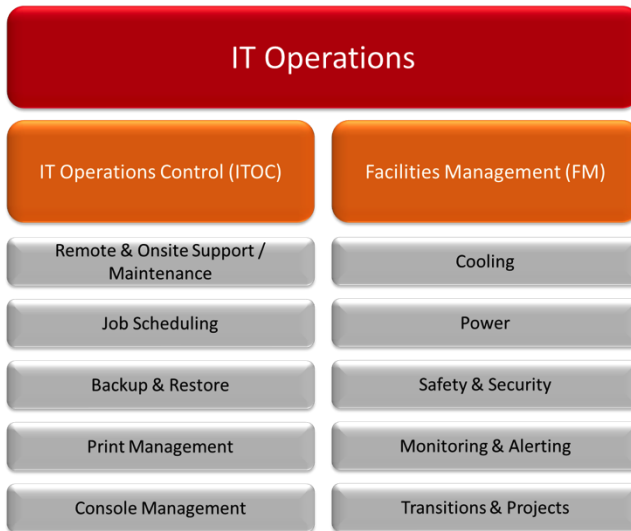 IT Operations
IT Operations Control (ITOC)
Facilities Management (FM)
Remote & Onsite Support /
Maintenance
Cooling
Job Scheduling
Power
Backup & Restore
Safety & Security
Print Management
Monitoring & Alerting
Console Management
Transitions & Projects